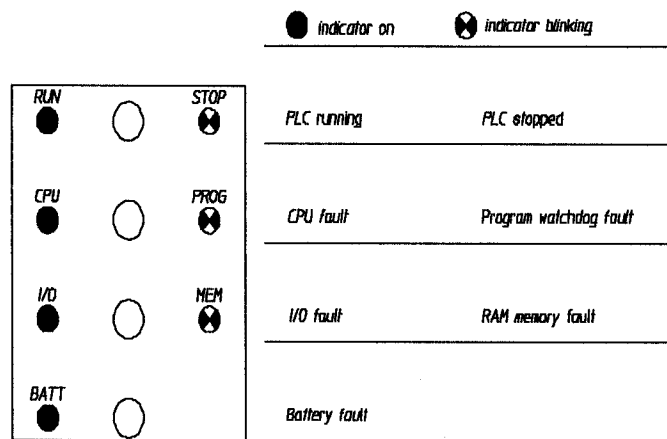 indicator on indicator blinking
RUN STOP
PLC running PLC stopped
CPU PROG
CPU fault Program watchdog fault
I/O MEM
I/O fault RAM memory fault
BATT
Battery fault